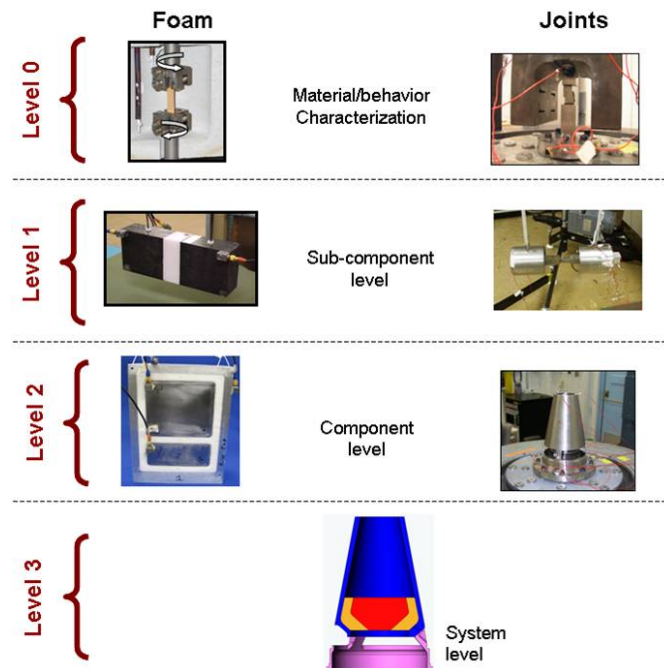 Foam
Joints
Level 0
Material/behavior
Characterization
Level 1
Sub-component
level
Level 2
Component
level
Level 3
System
level